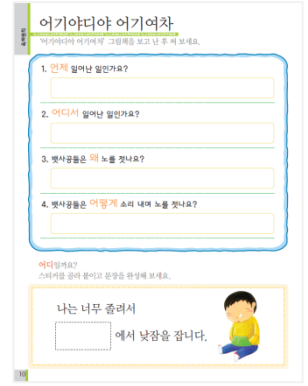 어기야디야 어기여차
'어기야디야 어기여차' 그림책을 보고 난 후 써 보세요.
1. 언제 일어난 일인가요?
2. 어디서 일어난 일인가요?
3. 뱃사공들은 왜 노를 젓나요?
4. 뱃사공들은 어떻게 소리 내며 노를 젓나요?
어디일까요?
스티커를 골라 붙이고 문장을 완성해 보세요.
나는 너무 졸려서
에서 낮잠을 잡니다.
10